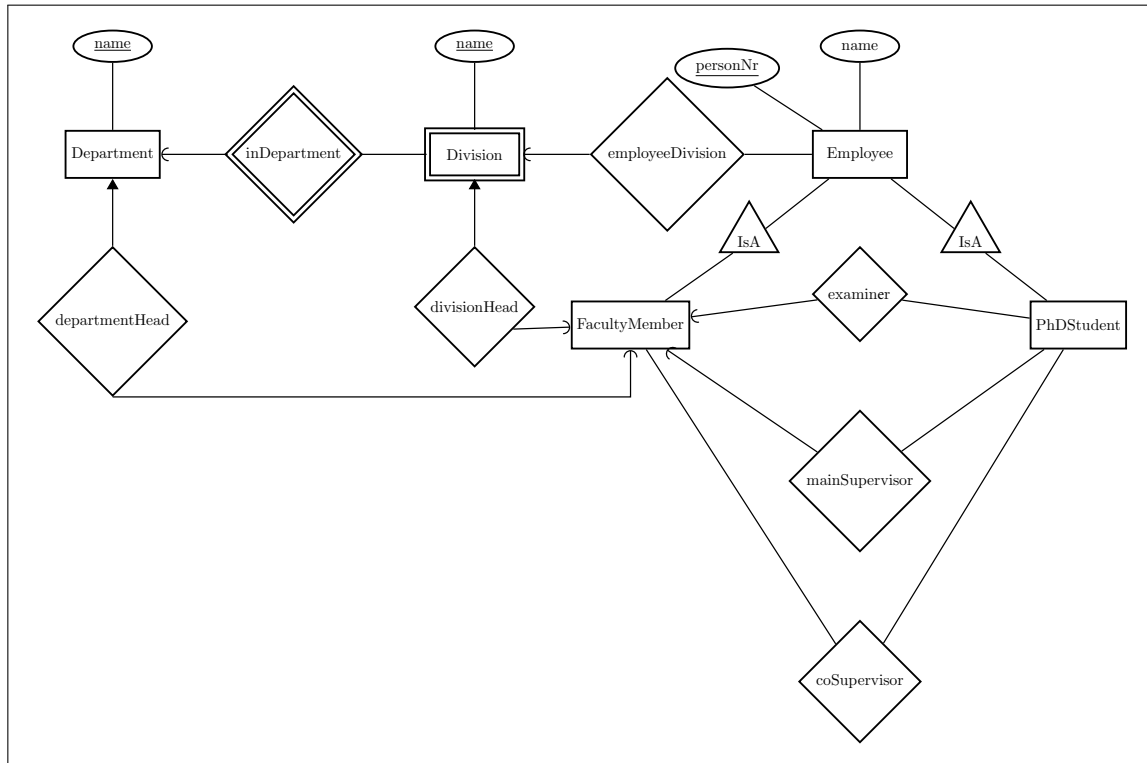 name
name
personNr
name
Department
inDepartment
Division
employeeDivision
Employee
IsA
IsA
departmentHead
divisionHead
FacultyMember
examiner
PhDStudent
mainSupervisor
coSupervisor